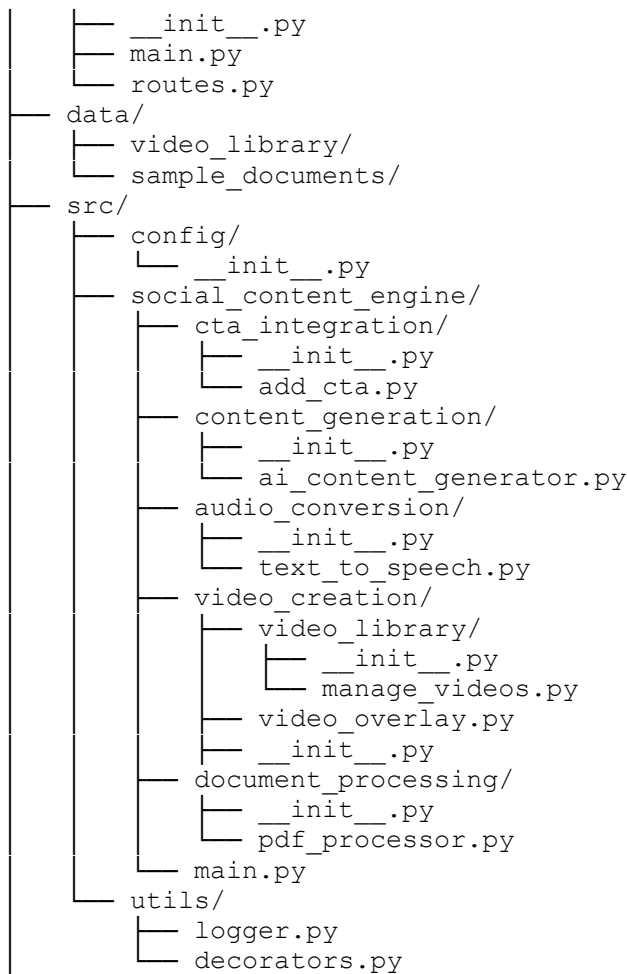 │   ├── __init__.py
│   ├── main.py
│   └── routes.py
├── data/
│   ├── video_library/
│   └── sample_documents/
├── src/
│   ├── config/
│   │   └── __init__.py
│   ├── social_content_engine/
│   │   ├── cta_integration/
│   │   │   ├── __init__.py
│   │   │   └── add_cta.py
│   │   ├── content_generation/
│   │   │   ├── __init__.py
│   │   │   └── ai_content_generator.py
│   │   ├── audio_conversion/
│   │   │   ├── __init__.py
│   │   │   └── text_to_speech.py
│   │   ├── video_creation/
│   │   │   ├── video_library/
│   │   │   │   ├── __init__.py
│   │   │   │   └── manage_videos.py
│   │   │   ├── video_overlay.py
│   │   │   ├── __init__.py
│   │   ├── document_processing/
│   │   │   ├── __init__.py
│   │   │   └── pdf_processor.py
│   │   └── main.py
│   └── utils/
│       ├── logger.py
│       └── decorators.py